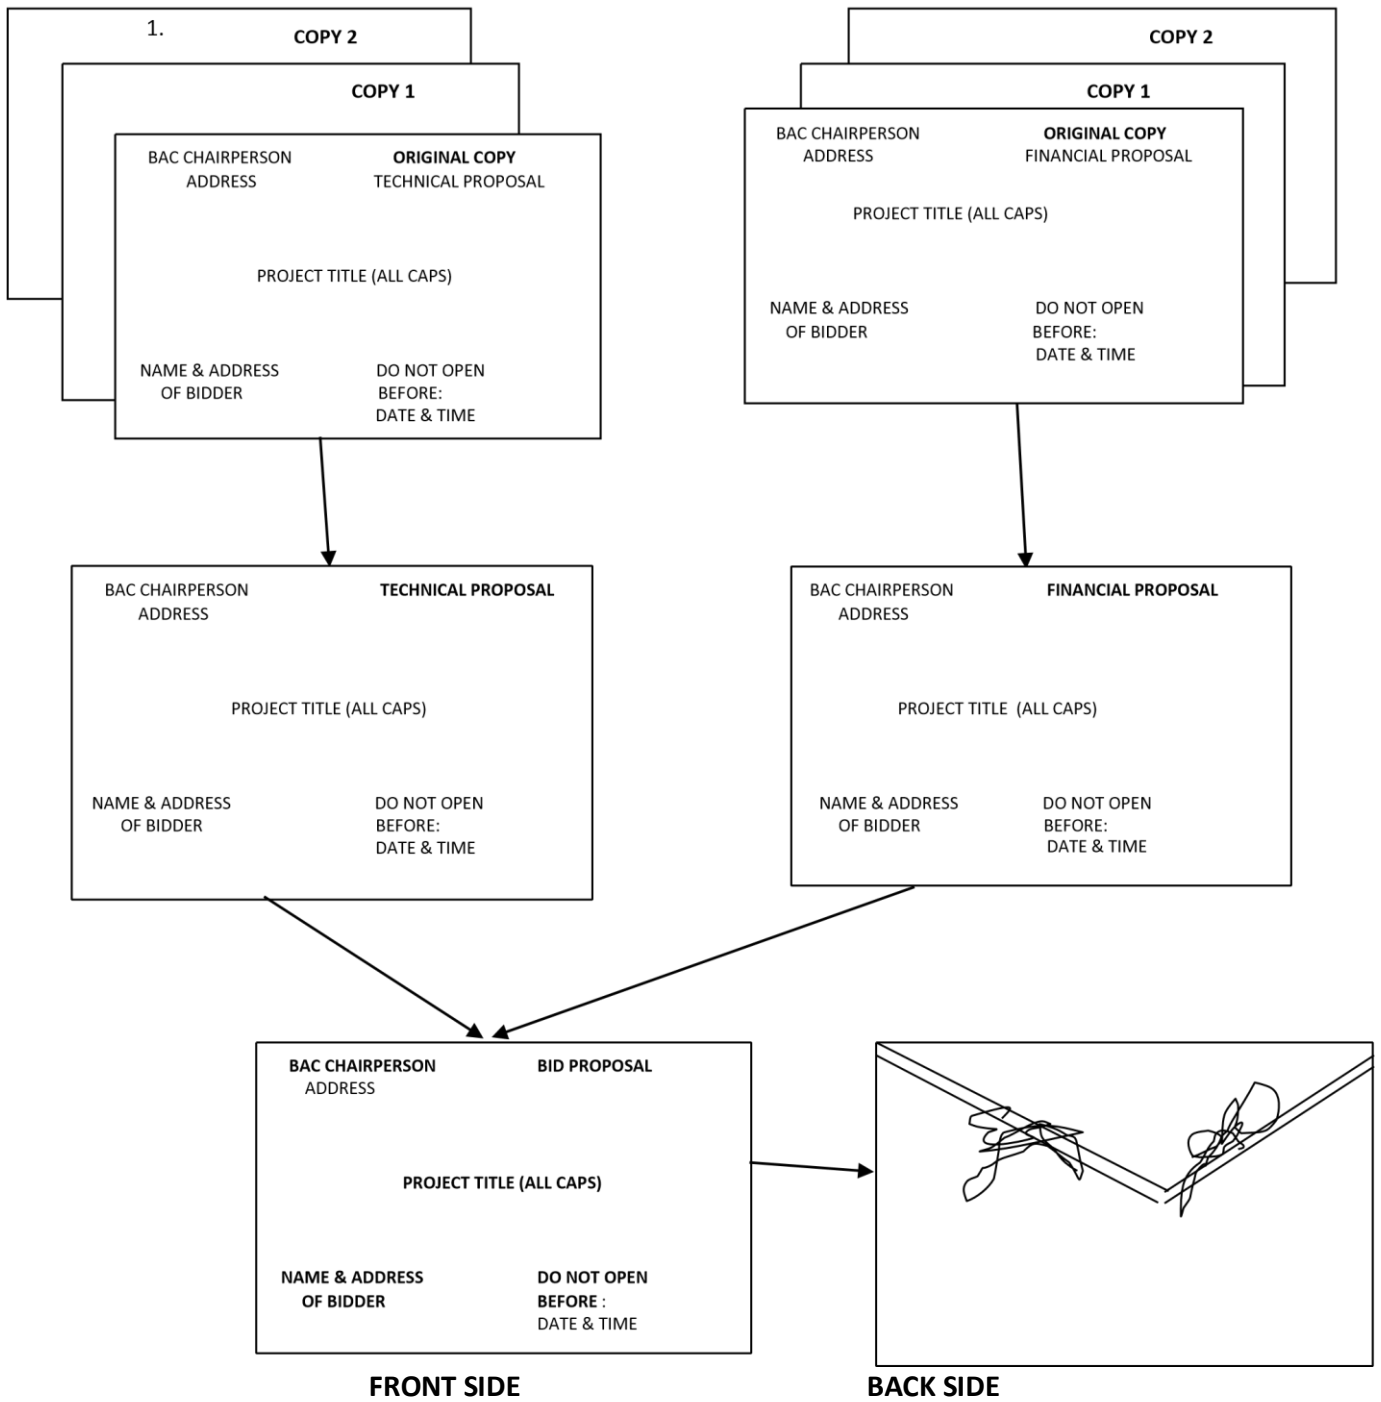 1.
COPY 2
COPY 1
BAC CHAIRPERSON
ADDRESS
ORIGINAL COPY
TECHNICAL PROPOSAL
PROJECT TITLE (ALL CAPS)
NAME & ADDRESS
OF BIDDER
DO NOT OPEN
BEFORE:
DATE & TIME
COPY 2
COPY 1
BAC CHAIRPERSON
ADDRESS
ORIGINAL COPY
FINANCIAL PROPOSAL
PROJECT TITLE (ALL CAPS)
NAME & ADDRESS
OF BIDDER
DO NOT OPEN
BEFORE:
DATE & TIME
BAC CHAIRPERSON
ADDRESS
TECHNICAL PROPOSAL
PROJECT TITLE (ALL CAPS)
NAME & ADDRESS
OF BIDDER
DO NOT OPEN
BEFORE:
DATE & TIME
BAC CHAIRPERSON
ADDRESS
FINANCIAL PROPOSAL
PROJECT TITLE (ALL CAPS)
NAME & ADDRESS
OF BIDDER
DO NOT OPEN
BEFORE:
DATE & TIME
BAC CHAIRPERSON
ADDRESS
BID PROPOSAL
PROJECT TITLE (ALL CAPS)
NAME & ADDRESS
OF BIDDER
DO NOT OPEN
BEFORE :
DATE & TIME
FRONT SIDE
BACK SIDE